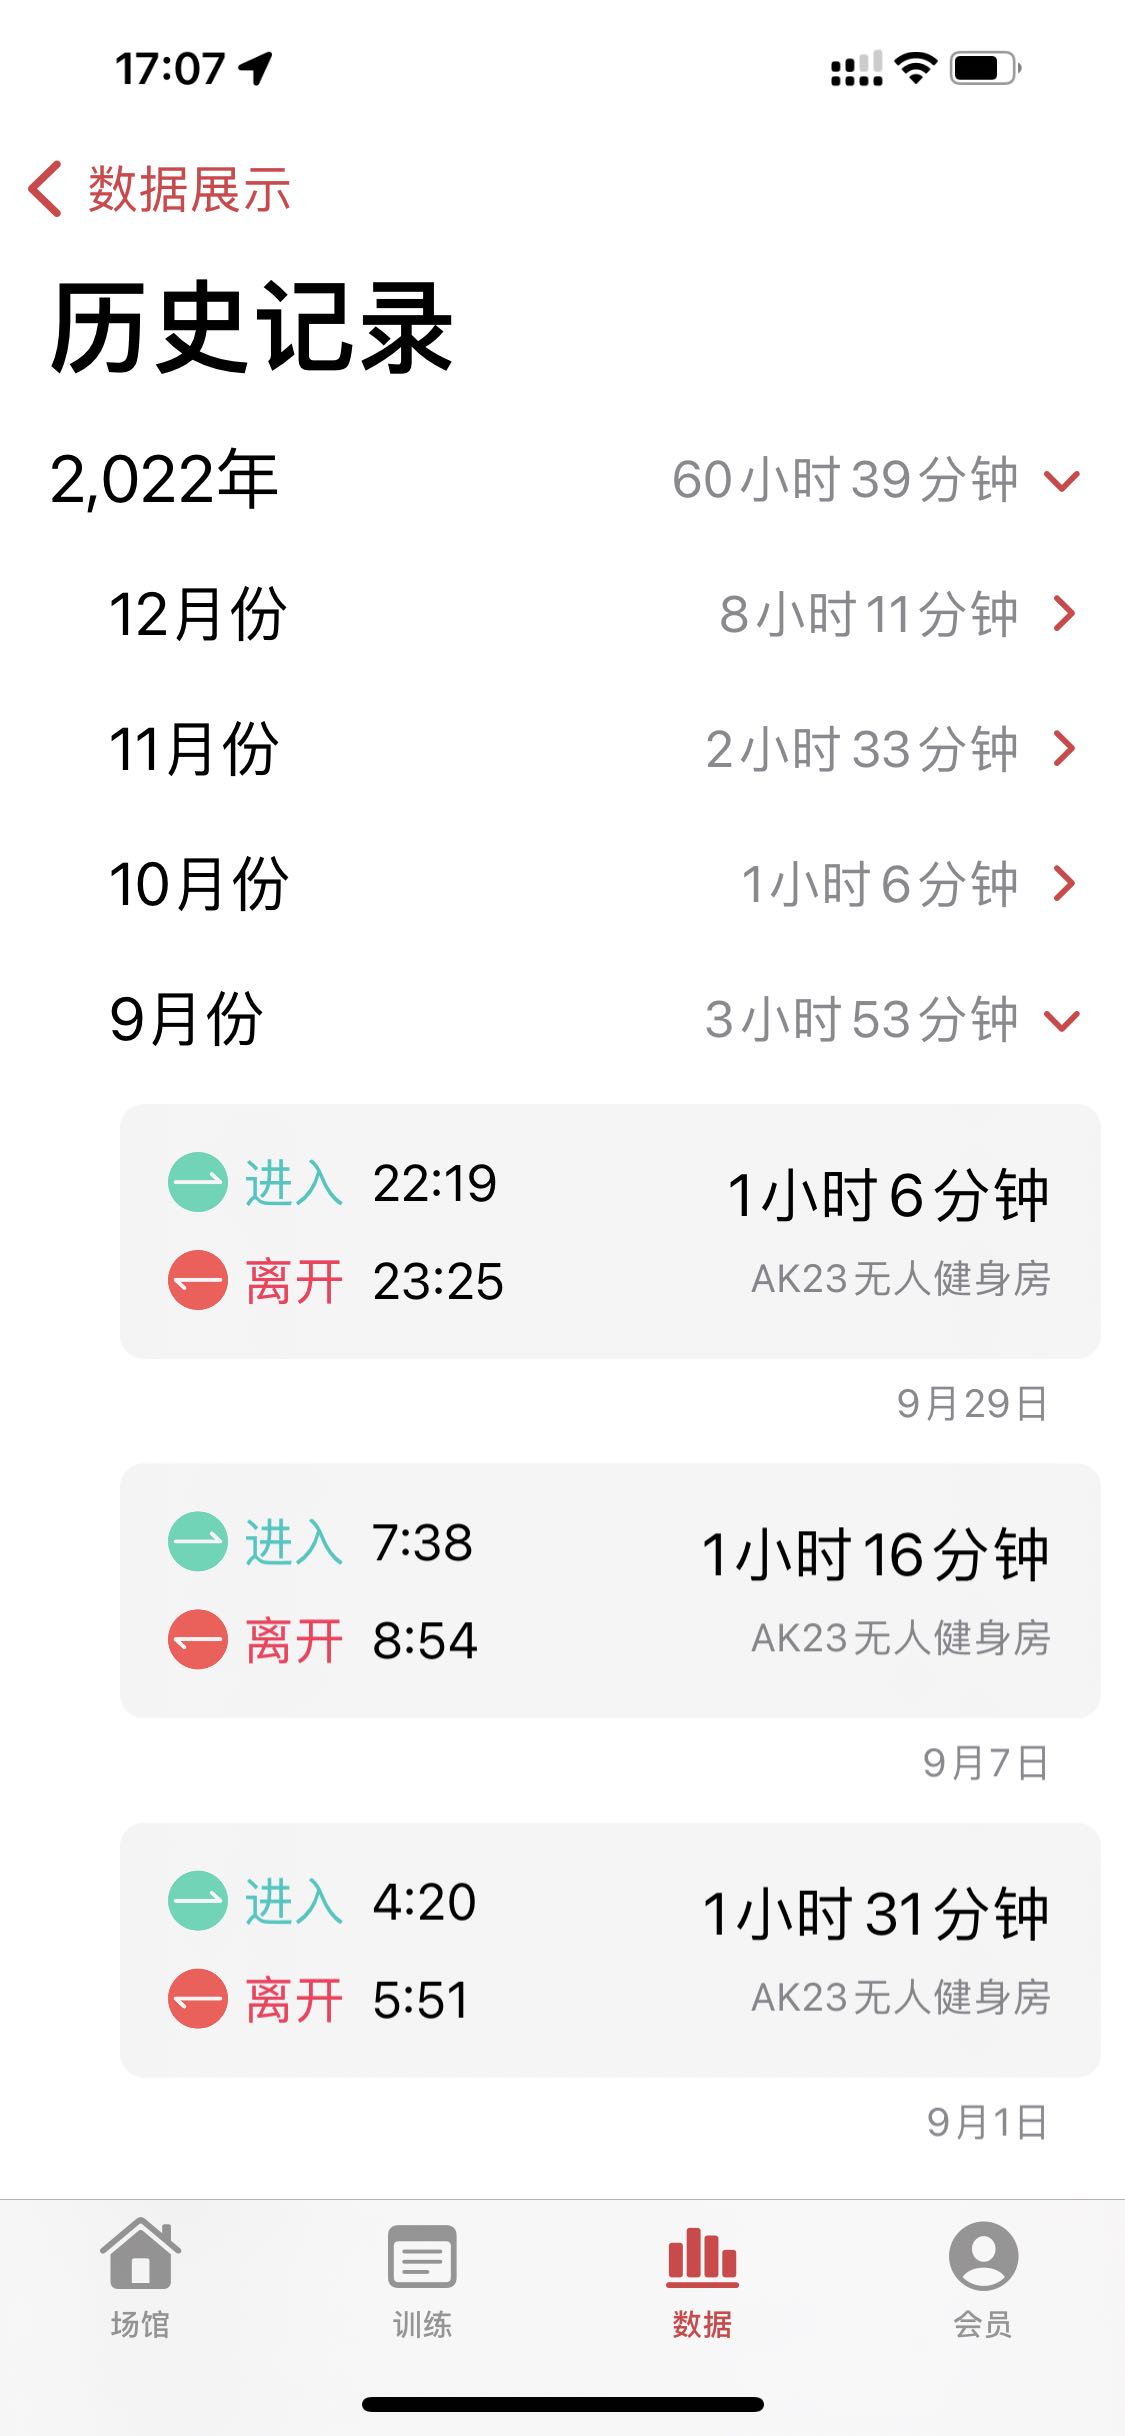 17:07
数据展示
历史记录
2,022年 60小时39分钟
12月份 8小时11分钟
11月份 2小时33分钟
10月份 1小时6分钟
9月份 3小时53分钟
进入 22:19 1小时6分钟
离开 23:25 AK23无人健身房
9月29日
进入 7:38 1小时16分钟
离开 8:54 AK23无人健身房
9月7日
进入 4:20 1小时31分钟
离开 5:51 AK23无人健身房
9月1日
场馆 训练 数据 会员